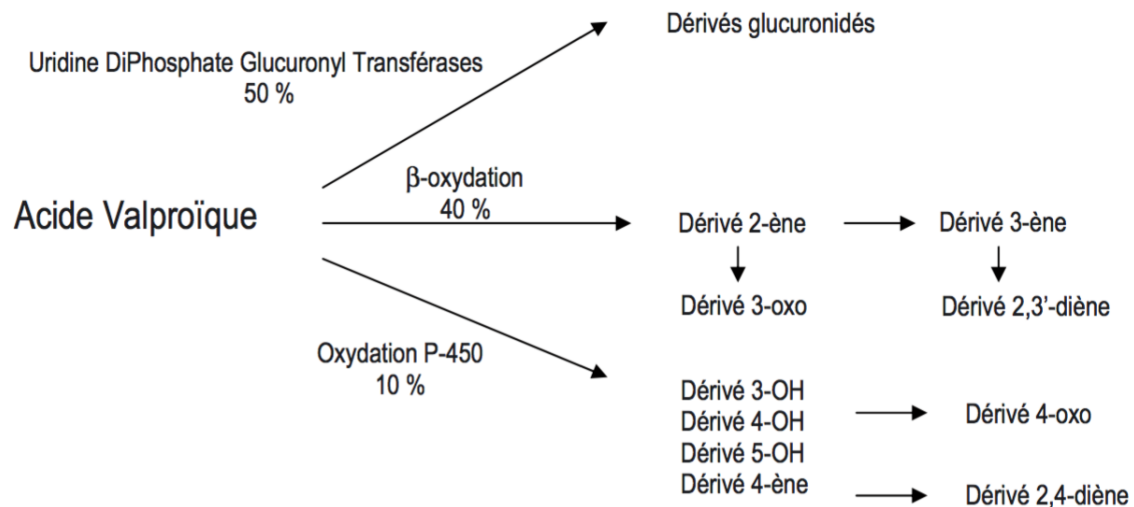 Dérivés glucuronidés
Uridine DiPhosphate Glucuronyl Transférases
50 %
β-oxydation
40 %
Acide Valproïque
Dérivé 2-ène
Dérivé 3-ène
Dérivé 3-oxo
Dérivé 2,3’-diène
Oxydation P-450
10 %
Dérivé 3-OH
Dérivé 4-OH
Dérivé 4-oxo
Dérivé 5-OH
Dérivé 4-ène
Dérivé 2,4-diène